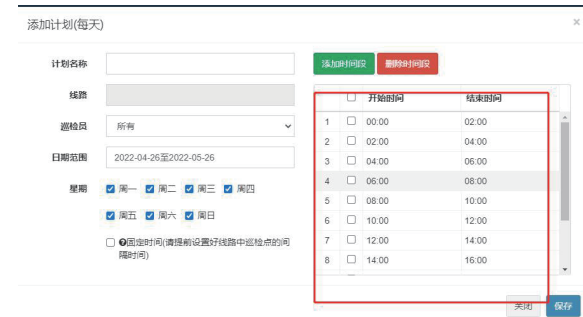 添加计划(每天)
×
计划名称
线路
巡检员 所有
日期范围 2022-04-26至2022-05-26
星期 周一 周二 周三 周四
周五 周六 周日
固定时间(请提前设置好线路中巡检点的间
隔时间)
添加时间段 删除时间段
开始时间 结束时间
1 00:00 02:00
2 02:00 04:00
3 04:00 06:00
4 06:00 08:00
5 08:00 10:00
6 10:00 12:00
7 12:00 14:00
8 14:00 16:00
关闭 保存